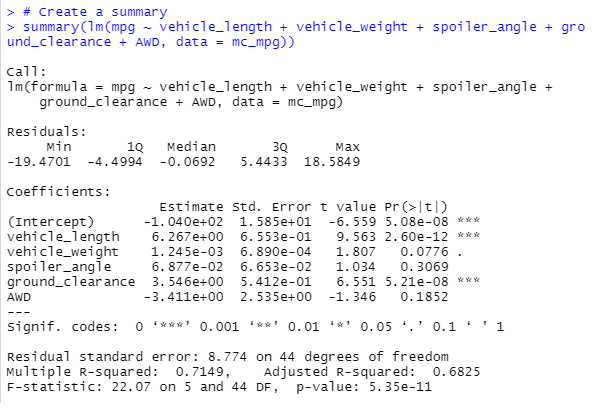 > # Create a summary
> summary(lm(mpg ~ vehicle_length + vehicle_weight + spoiler_angle + gro
und_clearance + AWD, data = mc_mpg))
Call:
lm(formula = mpg ~ vehicle_length + vehicle_weight + spoiler_angle +
    ground_clearance + AWD, data = mc_mpg)
Residuals:
     Min       1Q   Median       3Q      Max
-19.4701  -4.4994  -0.0692   5.4433  18.5849
Coefficients:
                   Estimate Std. Error t value Pr(>|t|)
(Intercept)      -1.040e+02  1.585e+01  -6.559 5.08e-08 ***
vehicle_length    6.267e+00  6.553e-01   9.563 2.60e-12 ***
vehicle_weight    1.245e-03  6.890e-04   1.807   0.0776 .
spoiler_angle     6.877e-02  6.653e-02   1.034   0.3069
ground_clearance  3.546e+00  5.412e-01   6.551 5.21e-08 ***
AWD              -3.411e+00  2.535e+00  -1.346   0.1852
---
Signif. codes:  0 ‘***’ 0.001 ‘**’ 0.01 ‘*’ 0.05 ‘.’ 0.1 ‘ ’ 1
Residual standard error: 8.774 on 44 degrees of freedom
Multiple R-squared:  0.7149,    Adjusted R-squared:  0.6825
F-statistic: 22.07 on 5 and 44 DF,  p-value: 5.35e-11